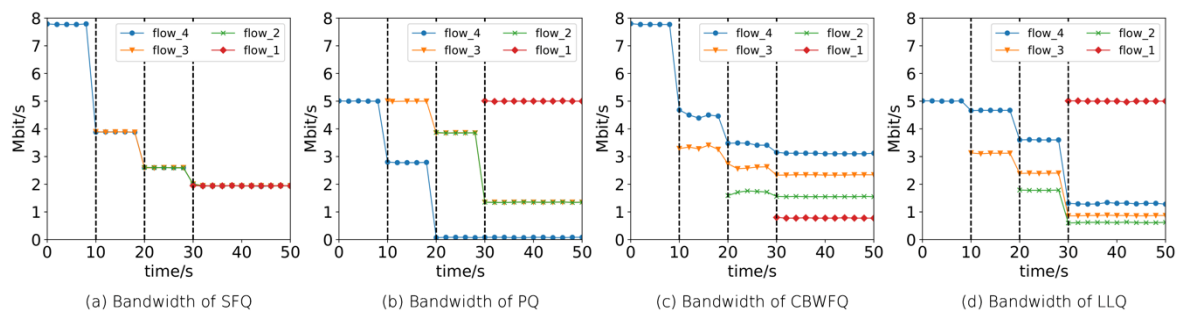 8
7
6
5
4
3
2
1
0
Mbit/s
flow_4 flow_2
flow_3 flow_1
0 10 20 30 40 50
time/s
(a) Bandwidth of SFQ
8
7
6
5
4
3
2
1
0
Mbit/s
flow_4 flow_2
flow_3 flow_1
0 10 20 30 40 50
time/s
(b) Bandwidth of PQ
8
7
6
5
4
3
2
1
0
Mbit/s
flow_4 flow_2
flow_3 flow_1
0 10 20 30 40 50
time/s
(c) Bandwidth of CBWFQ
8
7
6
5
4
3
2
1
0
Mbit/s
flow_4 flow_2
flow_3 flow_1
0 10 20 30 40 50
time/s
(d) Bandwidth of LLQ